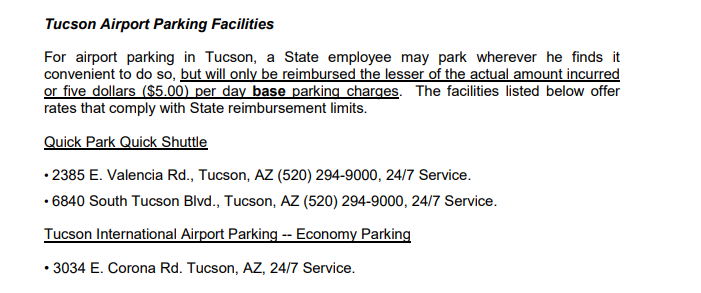 Tucson Airport Parking Facilities
For airport parking in Tucson, a State employee may park wherever he finds it
convenient to do so, but will only be reimbursed the lesser of the actual amount incurred
or five dollars ($5.00) per day base parking charges. The facilities listed below offer
rates that comply with State reimbursement limits.
Quick Park Quick Shuttle
• 2385 E. Valencia Rd., Tucson, AZ (520) 294-9000, 24/7 Service.
• 6840 South Tucson Blvd., Tucson, AZ (520) 294-9000, 24/7 Service.
Tucson International Airport Parking -- Economy Parking
• 3034 E. Corona Rd. Tucson, AZ, 24/7 Service.